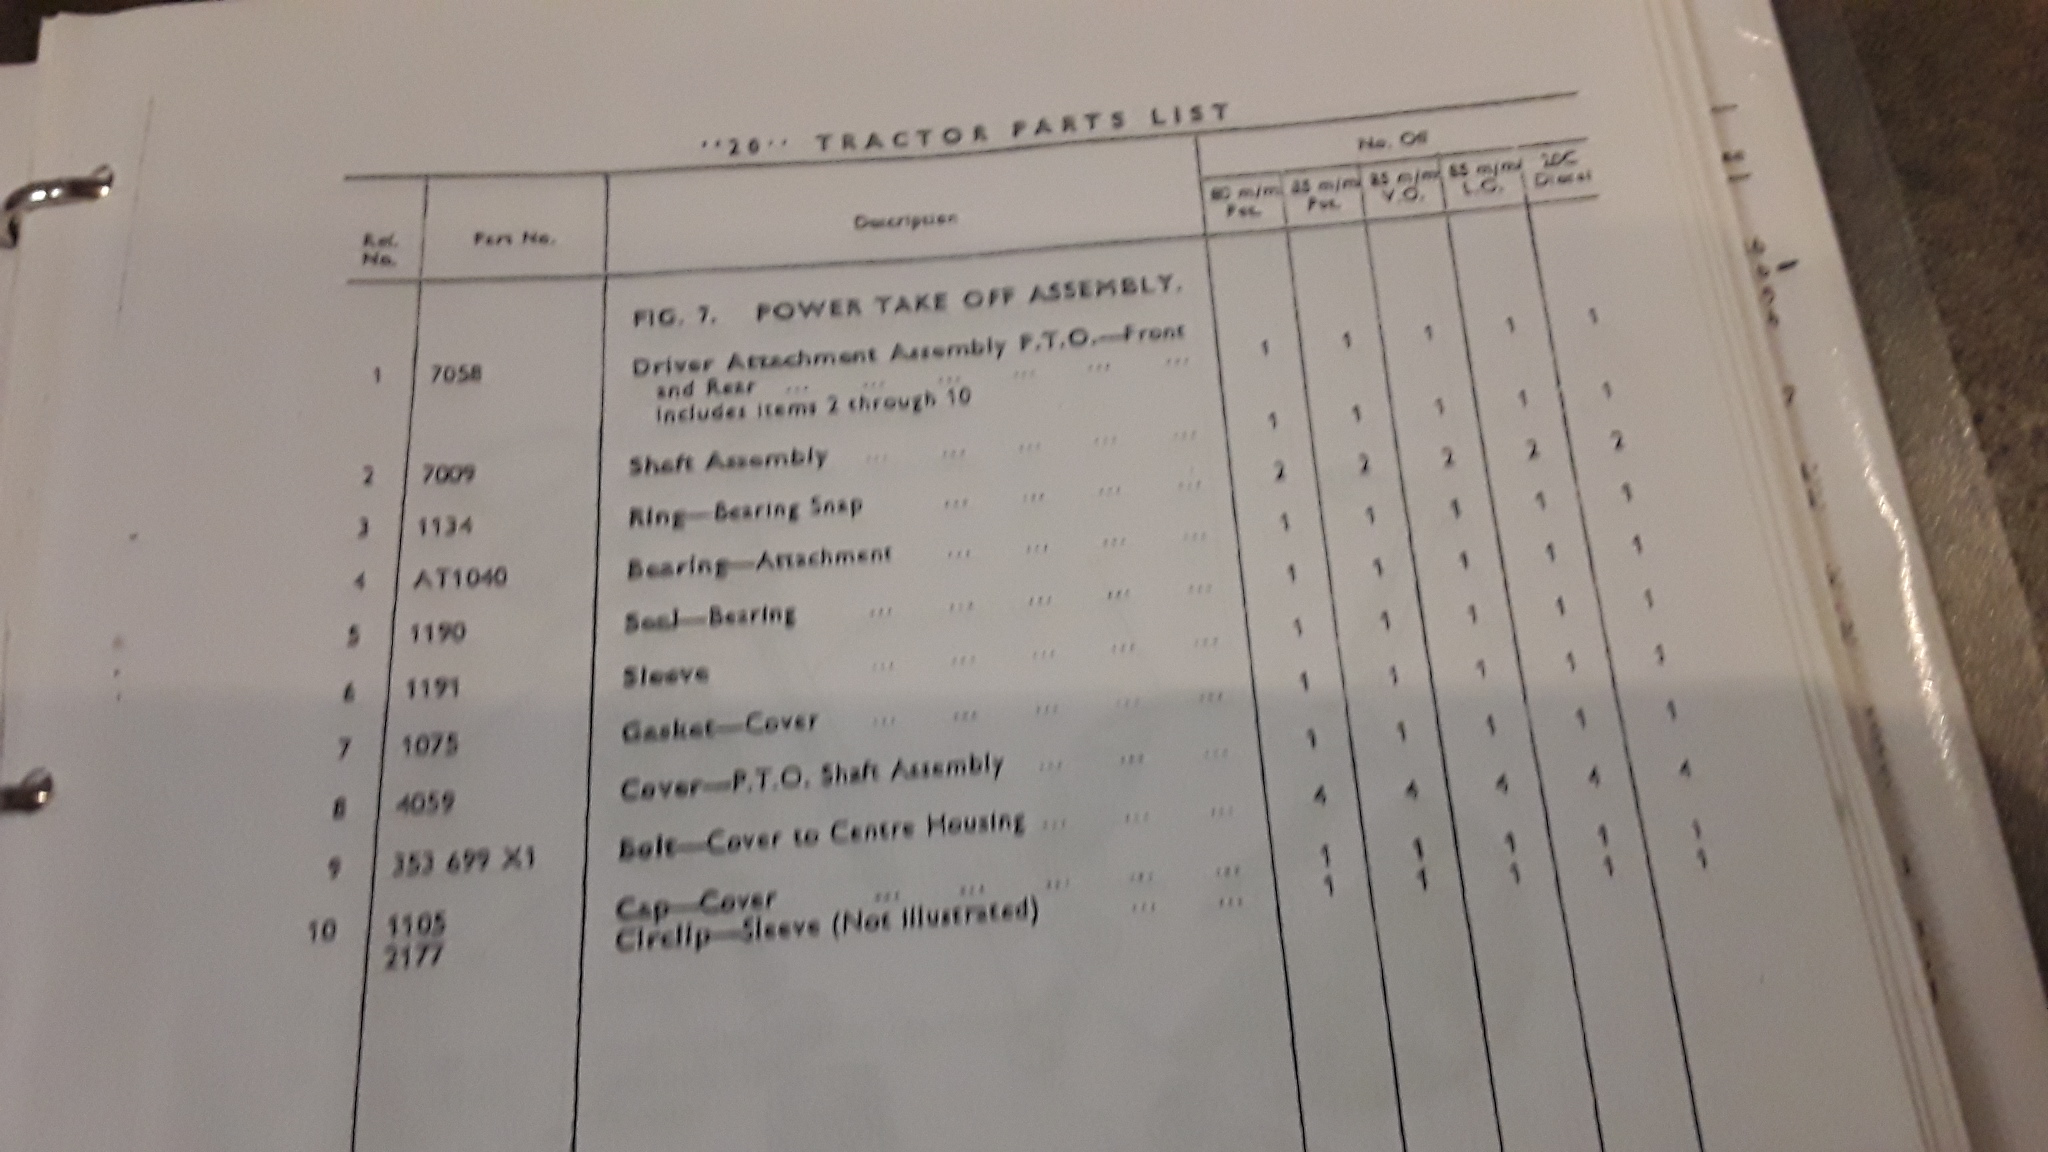 "20" TRACTOR PARTS LIST
Ref. No. Part No. Description No. Off
80 m/m Pet. 85 m/m Pet. 85 m/m V.O. 85 m/m L.O. 20C Diesel
FIG. 7. POWER TAKE OFF ASSEMBLY.
1 7058 Driver Attachment Assembly P.T.O.—Front
and Rear ... ... ... ... ... ... 1 1 1 1 1
Includes items 2 through 10
2 7009 Shaft Assembly ... ... ... ... ... 1 1 1 1 1
3 1134 Ring—Bearing Snap ... ... ... ... 2 2 2 2 2
4 AT1040 Bearing—Attachment ... ... ... ... 1 1 1 1 1
5 1190 Seal—Bearing ... ... ... ... ... 1 1 1 1 1
6 1191 Sleeve ... ... ... ... ... 1 1 1 1 1
7 1075 Gasket—Cover ... ... ... ... ... 1 1 1 1 1
8 4059 Cover—P.T.O. Shaft Assembly ... ... ... 1 1 1 1 1
9 353 699 X1 Bolt—Cover to Centre Housing ... ... ... 4 4 4 4 4
10 1105 Cap—Cover ... ... ... ... ... 1 1 1 1 1
2177 Circlip—Sleeve (Not illustrated) ... ... 1 1 1 1 1